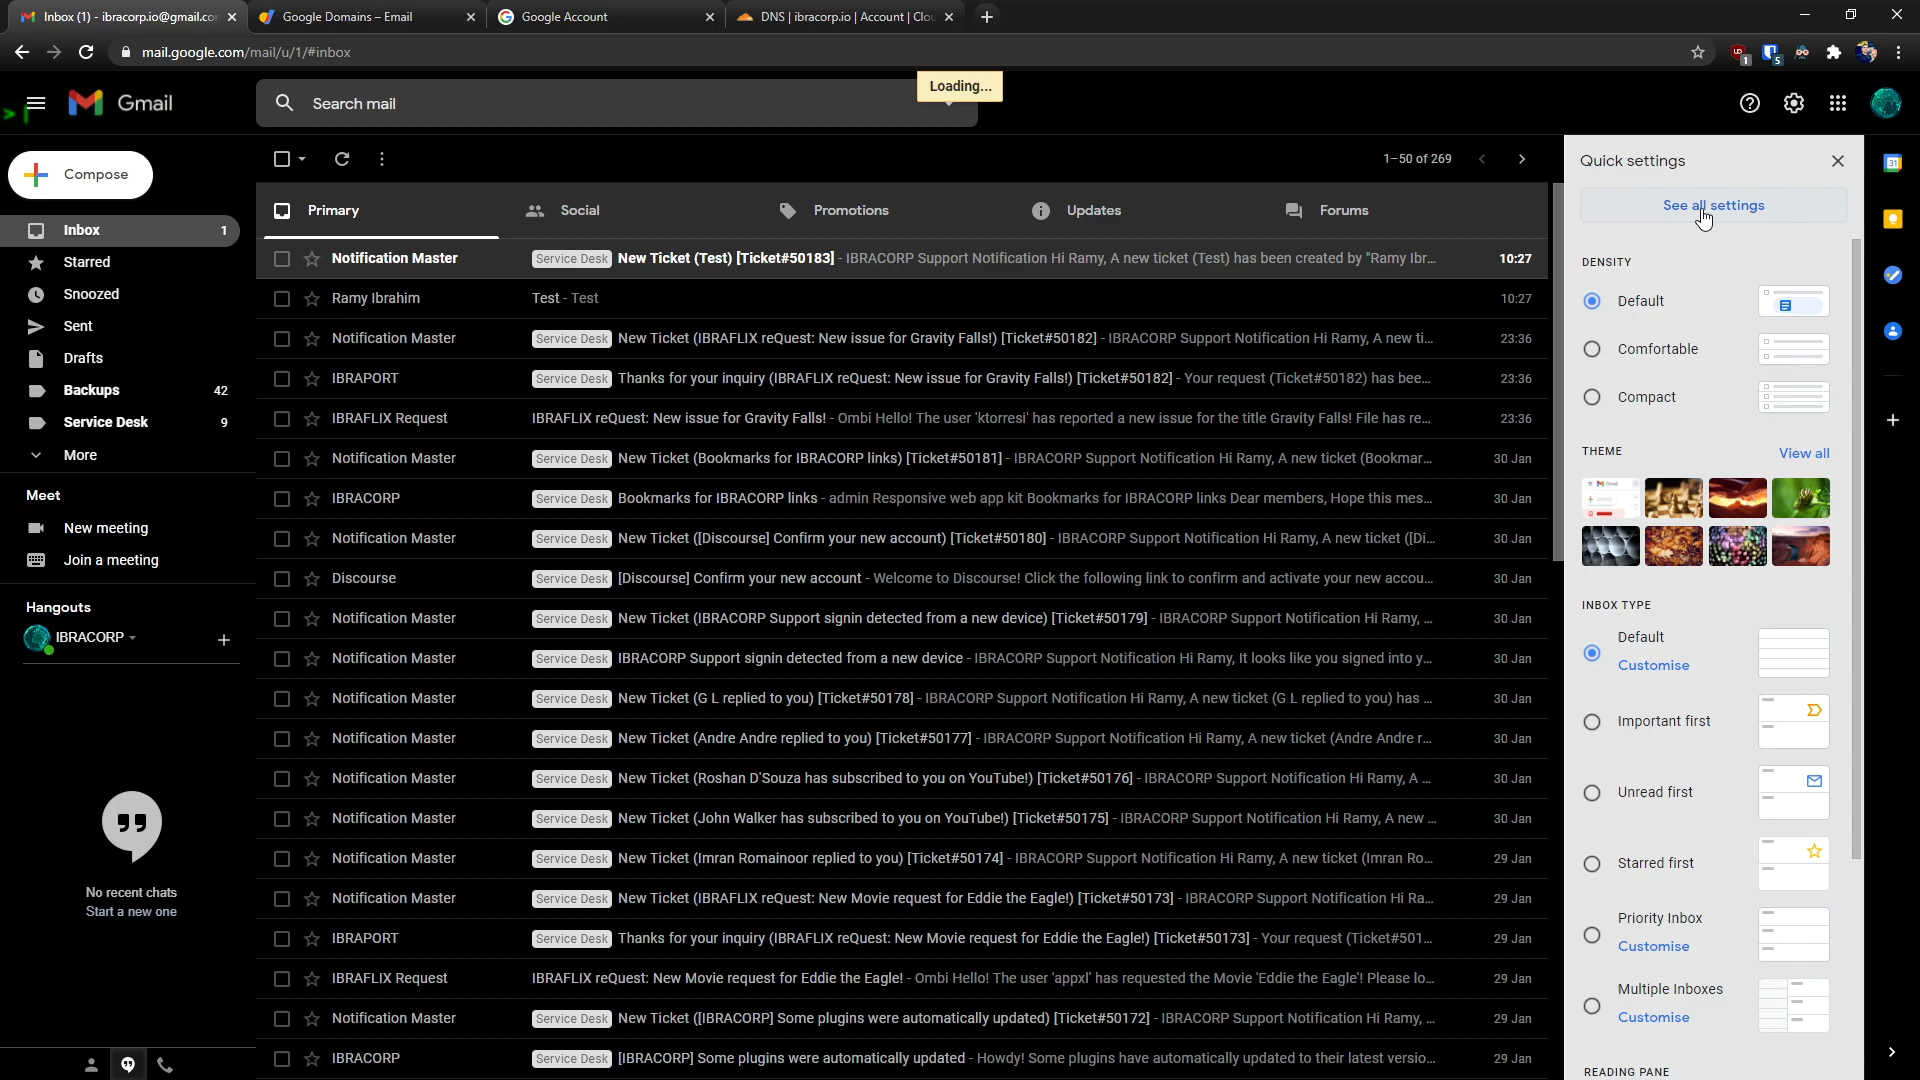 Inbox (1) - ibracorp.io@gmail.co
Google Domains – Email
Google Account
DNS | ibracorp.io | Account | Clou
mail.google.com/mail/u/1/#inbox
1
5
Loading...
Gmail
Search mail
Compose
1–50 of 269
Quick settings
See all settings
Primary
Social
Promotions
Updates
Forums
Inbox 1
Starred
Snoozed
Sent
Drafts
Backups 42
Service Desk 9
More
Meet
New meeting
Join a meeting
Hangouts
IBRACORP
No recent chats
Start a new one
Notification Master Service Desk New Ticket (Test) [Ticket#50183] - IBRACORP Support Notification Hi Ramy, A new ticket (Test) has been created by "Ramy Ibr... 10:27
Ramy Ibrahim Test - Test 10:27
Notification Master Service Desk New Ticket (IBRAFLIX reQuest: New issue for Gravity Falls!) [Ticket#50182] - IBRACORP Support Notification Hi Ramy, A new ti... 23:36
IBRAPORT Service Desk Thanks for your inquiry (IBRAFLIX reQuest: New issue for Gravity Falls!) [Ticket#50182] - Your request (Ticket#50182) has bee... 23:36
IBRAFLIX Request IBRAFLIX reQuest: New issue for Gravity Falls! - Ombi Hello! The user 'ktorresi' has reported a new issue for the title Gravity Falls! File has re... 23:36
Notification Master Service Desk New Ticket (Bookmarks for IBRACORP links) [Ticket#50181] - IBRACORP Support Notification Hi Ramy, A new ticket (Bookmar... 30 Jan
IBRACORP Service Desk Bookmarks for IBRACORP links - admin Responsive web app kit Bookmarks for IBRACORP links Dear members, Hope this mes... 30 Jan
Notification Master Service Desk New Ticket ([Discourse] Confirm your new account) [Ticket#50180] - IBRACORP Support Notification Hi Ramy, A new ticket ([Di... 30 Jan
Discourse Service Desk [Discourse] Confirm your new account - Welcome to Discourse! Click the following link to confirm and activate your new accou... 30 Jan
Notification Master Service Desk New Ticket (IBRACORP Support signin detected from a new device) [Ticket#50179] - IBRACORP Support Notification Hi Ramy, ... 30 Jan
Notification Master Service Desk IBRACORP Support signin detected from a new device - IBRACORP Support Notification Hi Ramy, It looks like you signed into y... 30 Jan
Notification Master Service Desk New Ticket (G L replied to you) [Ticket#50178] - IBRACORP Support Notification Hi Ramy, A new ticket (G L replied to you) has ... 30 Jan
Notification Master Service Desk New Ticket (Andre Andre replied to you) [Ticket#50177] - IBRACORP Support Notification Hi Ramy, A new ticket (Andre Andre r... 30 Jan
Notification Master Service Desk New Ticket (Roshan D'Souza has subscribed to you on YouTube!) [Ticket#50176] - IBRACORP Support Notification Hi Ramy, A ... 30 Jan
Notification Master Service Desk New Ticket (John Walker has subscribed to you on YouTube!) [Ticket#50175] - IBRACORP Support Notification Hi Ramy, A new ... 30 Jan
Notification Master Service Desk New Ticket (Imran Romainoor replied to you) [Ticket#50174] - IBRACORP Support Notification Hi Ramy, A new ticket (Imran Ro... 29 Jan
Notification Master Service Desk New Ticket (IBRAFLIX reQuest: New Movie request for Eddie the Eagle!) [Ticket#50173] - IBRACORP Support Notification Hi Ra... 29 Jan
IBRAPORT Service Desk Thanks for your inquiry (IBRAFLIX reQuest: New Movie request for Eddie the Eagle!) [Ticket#50173] - Your request (Ticket#501... 29 Jan
IBRAFLIX Request IBRAFLIX reQuest: New Movie request for Eddie the Eagle! - Ombi Hello! The user 'appxl' has requested the Movie 'Eddie the Eagle'! Please lo... 29 Jan
Notification Master Service Desk New Ticket ([IBRACORP] Some plugins were automatically updated) [Ticket#50172] - IBRACORP Support Notification Hi Ramy, ... 29 Jan
IBRACORP Service Desk [IBRACORP] Some plugins were automatically updated - Howdy! Some plugins have automatically updated to their latest versio... 29 Jan
DENSITY
Default
Comfortable
Compact
THEME View all
INBOX TYPE
Default
Customise
Important first
Unread first
Starred first
Priority Inbox
Customise
Multiple Inboxes
Customise
READING PANE
31